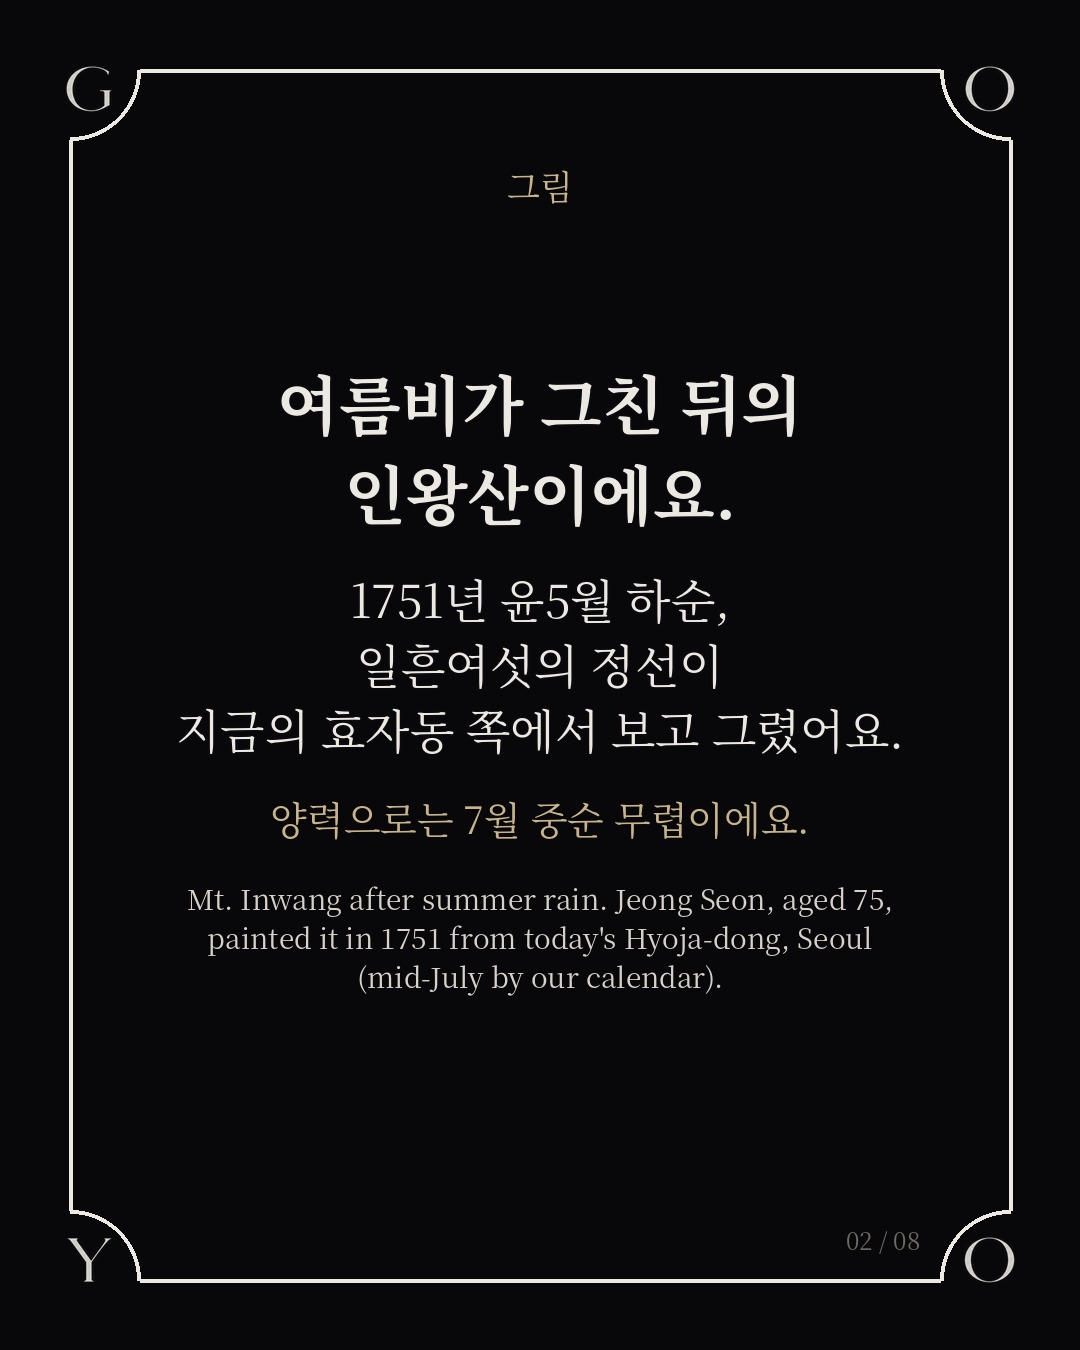 G
O
그림
여름비가 그친 뒤의
인왕산이에요.
1751년 윤5월 하순,
일흔여섯의 정선이
지금의 효자동 쪽에서 보고 그렸어요.
양력으로는 7월 중순 무렵이에요.
Mt. Inwang after summer rain. Jeong Seon, aged 75,
painted it in 1751 from today's Hyoja-dong, Seoul
(mid-July by our calendar).
02 / 08
Y
O